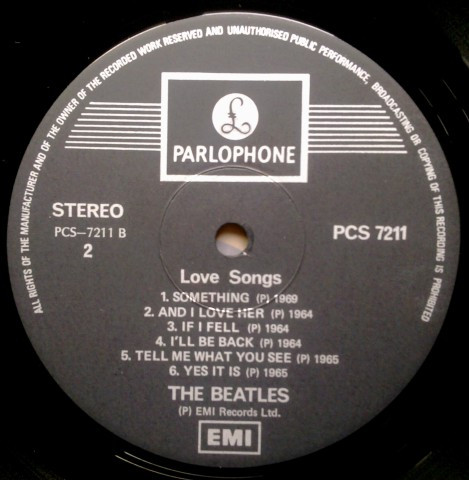 ALL RIGHTS OF THE MANUFACTURER AND OF THE OWNER OF THE RECORDED WORK RESERVED AND UNAUTHORISED PUBLIC PERFORMANCE, BROADCASTING OR COPYING OF THIS RECORDING IS PROHIBITED
£
PARLOPHONE
STEREO
PCS 7211
PCS-7211 B
2
Love Songs
1. SOMETHING (P) 1969
2. AND I LOVE HER (P) 1964
3. IF I FELL (P) 1964
4. I'LL BE BACK (P) 1964
5. TELL ME WHAT YOU SEE (P) 1965
6. YES IT IS (P) 1965
THE BEATLES
(P) EMI Records Ltd.
EMI